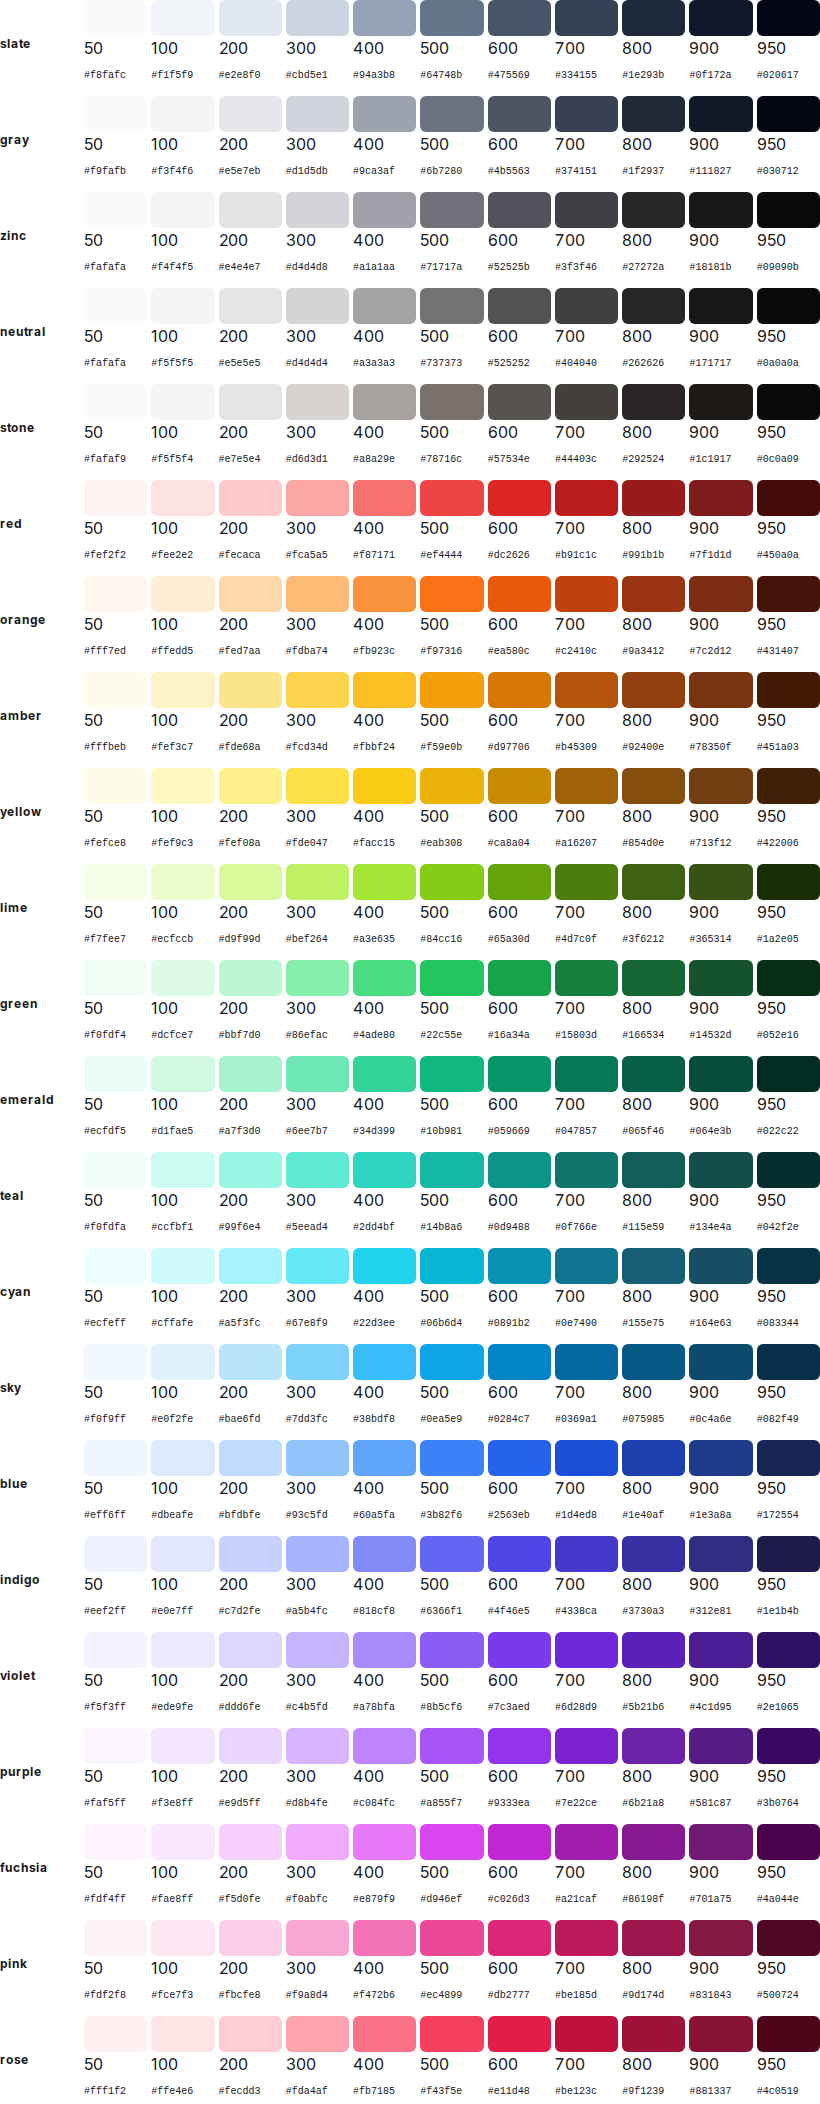 slate
50 100 200 300 400 500 600 700 800 900 950
#f8fafc #f1f5f9 #e2e8f0 #cbd5e1 #94a3b8 #64748b #475569 #334155 #1e293b #0f172a #020617
gray
50 100 200 300 400 500 600 700 800 900 950
#f9fafb #f3f4f6 #e5e7eb #d1d5db #9ca3af #6b7280 #4b5563 #374151 #1f2937 #111827 #030712
zinc
50 100 200 300 400 500 600 700 800 900 950
#fafafa #f4f4f5 #e4e4e7 #d4d4d8 #a1a1aa #71717a #52525b #3f3f46 #27272a #18181b #09090b
neutral
50 100 200 300 400 500 600 700 800 900 950
#fafafa #f5f5f5 #e5e5e5 #d4d4d4 #a3a3a3 #737373 #525252 #404040 #262626 #171717 #0a0a0a
stone
50 100 200 300 400 500 600 700 800 900 950
#fafaf9 #f5f5f4 #e7e5e4 #d6d3d1 #a8a29e #78716c #57534e #44403c #292524 #1c1917 #0c0a09
red
50 100 200 300 400 500 600 700 800 900 950
#fef2f2 #fee2e2 #fecaca #fca5a5 #f87171 #ef4444 #dc2626 #b91c1c #991b1b #7f1d1d #450a0a
orange
50 100 200 300 400 500 600 700 800 900 950
#fff7ed #ffedd5 #fed7aa #fdba74 #fb923c #f97316 #ea580c #c2410c #9a3412 #7c2d12 #431407
amber
50 100 200 300 400 500 600 700 800 900 950
#fffbeb #fef3c7 #fde68a #fcd34d #fbbf24 #f59e0b #d97706 #b45309 #92400e #78350f #451a03
yellow
50 100 200 300 400 500 600 700 800 900 950
#fefce8 #fef9c3 #fef08a #fde047 #facc15 #eab308 #ca8a04 #a16207 #854d0e #713f12 #422006
lime
50 100 200 300 400 500 600 700 800 900 950
#f7fee7 #ecfccb #d9f99d #bef264 #a3e635 #84cc16 #65a30d #4d7c0f #3f6212 #365314 #1a2e05
green
50 100 200 300 400 500 600 700 800 900 950
#f0fdf4 #dcfce7 #bbf7d0 #86efac #4ade80 #22c55e #16a34a #15803d #166534 #14532d #052e16
emerald
50 100 200 300 400 500 600 700 800 900 950
#ecfdf5 #d1fae5 #a7f3d0 #6ee7b7 #34d399 #10b981 #059669 #047857 #065f46 #064e3b #022c22
teal
50 100 200 300 400 500 600 700 800 900 950
#f0fdfa #ccfbf1 #99f6e4 #5eead4 #2dd4bf #14b8a6 #0d9488 #0f766e #115e59 #134e4a #042f2e
cyan
50 100 200 300 400 500 600 700 800 900 950
#ecfeff #cffafe #a5f3fc #67e8f9 #22d3ee #06b6d4 #0891b2 #0e7490 #155e75 #164e63 #083344
sky
50 100 200 300 400 500 600 700 800 900 950
#f0f9ff #e0f2fe #bae6fd #7dd3fc #38bdf8 #0ea5e9 #0284c7 #0369a1 #075985 #0c4a6e #082f49
blue
50 100 200 300 400 500 600 700 800 900 950
#eff6ff #dbeafe #bfdbfe #93c5fd #60a5fa #3b82f6 #2563eb #1d4ed8 #1e40af #1e3a8a #172554
indigo
50 100 200 300 400 500 600 700 800 900 950
#eef2ff #e0e7ff #c7d2fe #a5b4fc #818cf8 #6366f1 #4f46e5 #4338ca #3730a3 #312e81 #1e1b4b
violet
50 100 200 300 400 500 600 700 800 900 950
#f5f3ff #ede9fe #ddd6fe #c4b5fd #a78bfa #8b5cf6 #7c3aed #6d28d9 #5b21b6 #4c1d95 #2e1065
purple
50 100 200 300 400 500 600 700 800 900 950
#faf5ff #f3e8ff #e9d5ff #d8b4fe #c084fc #a855f7 #9333ea #7e22ce #6b21a8 #581c87 #3b0764
fuchsia
50 100 200 300 400 500 600 700 800 900 950
#fdf4ff #fae8ff #f5d0fe #f0abfc #e879f9 #d946ef #c026d3 #a21caf #86198f #701a75 #4a044e
pink
50 100 200 300 400 500 600 700 800 900 950
#fdf2f8 #fce7f3 #fbcfe8 #f9a8d4 #f472b6 #ec4899 #db2777 #be185d #9d174d #831843 #500724
rose
50 100 200 300 400 500 600 700 800 900 950
#fff1f2 #ffe4e6 #fecdd3 #fda4af #fb7185 #f43f5e #e11d48 #be123c #9f1239 #881337 #4c0519